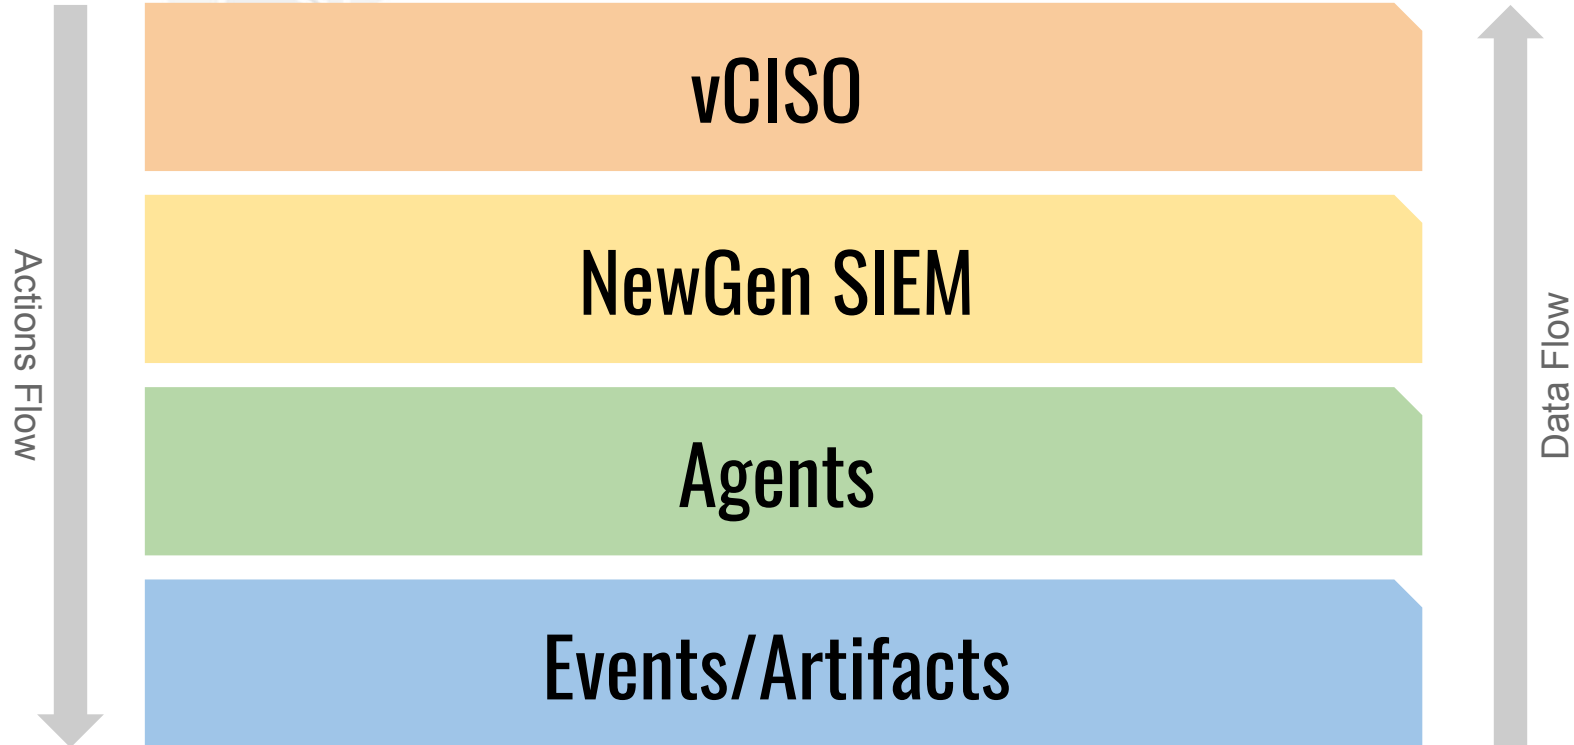 vCISO
NewGen SIEM
Agents
Events/Artifacts
Actions Flow
Data Flow